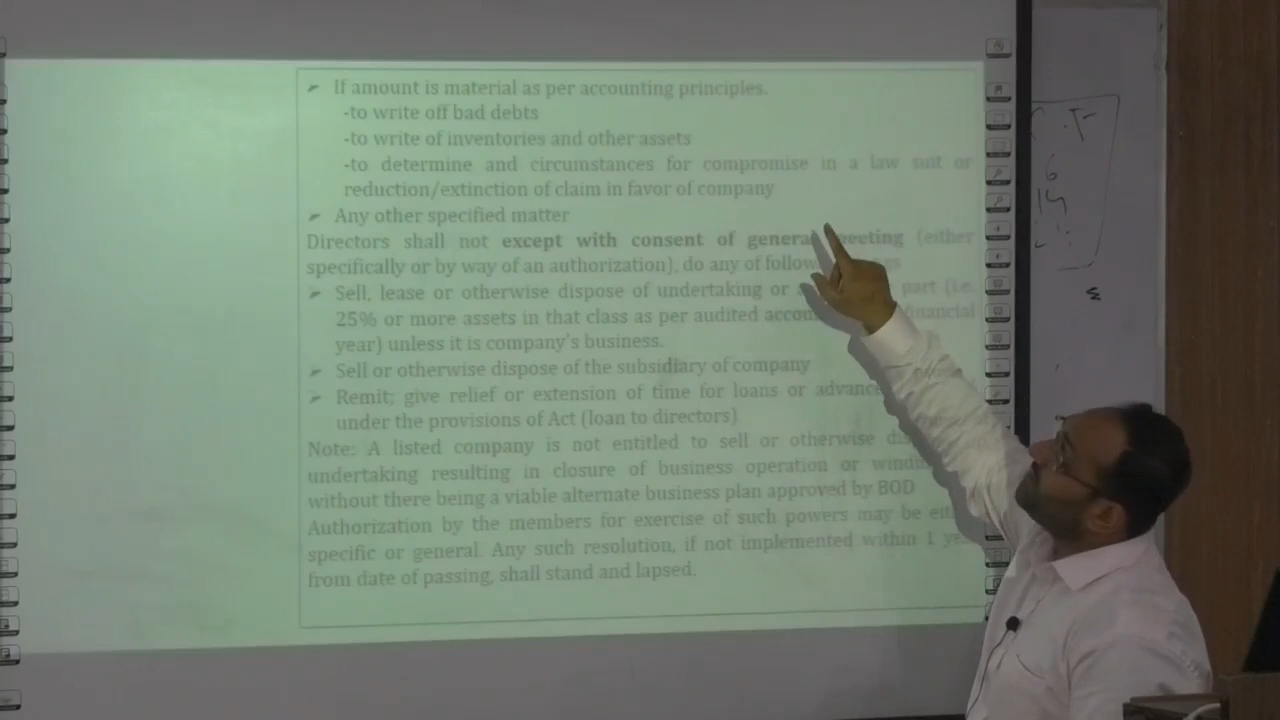 ➢ If amount is material as per accounting principles.
-to write off bad debts
-to write of inventories and other assets
-to determine and circumstances for compromise in a law suit or
reduction/extinction of claim in favor of company
➢ Any other specified matter
Directors shall not except with consent of general meeting (either
specifically or by way of an authorization), do any of
➢ Sell, lease or otherwise dispose of undertaking or part (i.e.
25% or more assets in that class as per audited financial
year) unless it is company's business.
➢ Sell or otherwise dispose of the subsidiary of company
➢ Remit; give relief or extension of time for loans or
under the provisions of Act (loan to directors)
Note: A listed company is not entitled to sell or otherwise
undertaking resulting in closure of business operation or
without there being a viable alternate business plan approved by BOD
Authorization by the members for exercise of such powers may be
specific or general. Any such resolution, if not implemented within 1
from date of passing, shall stand and lapsed.